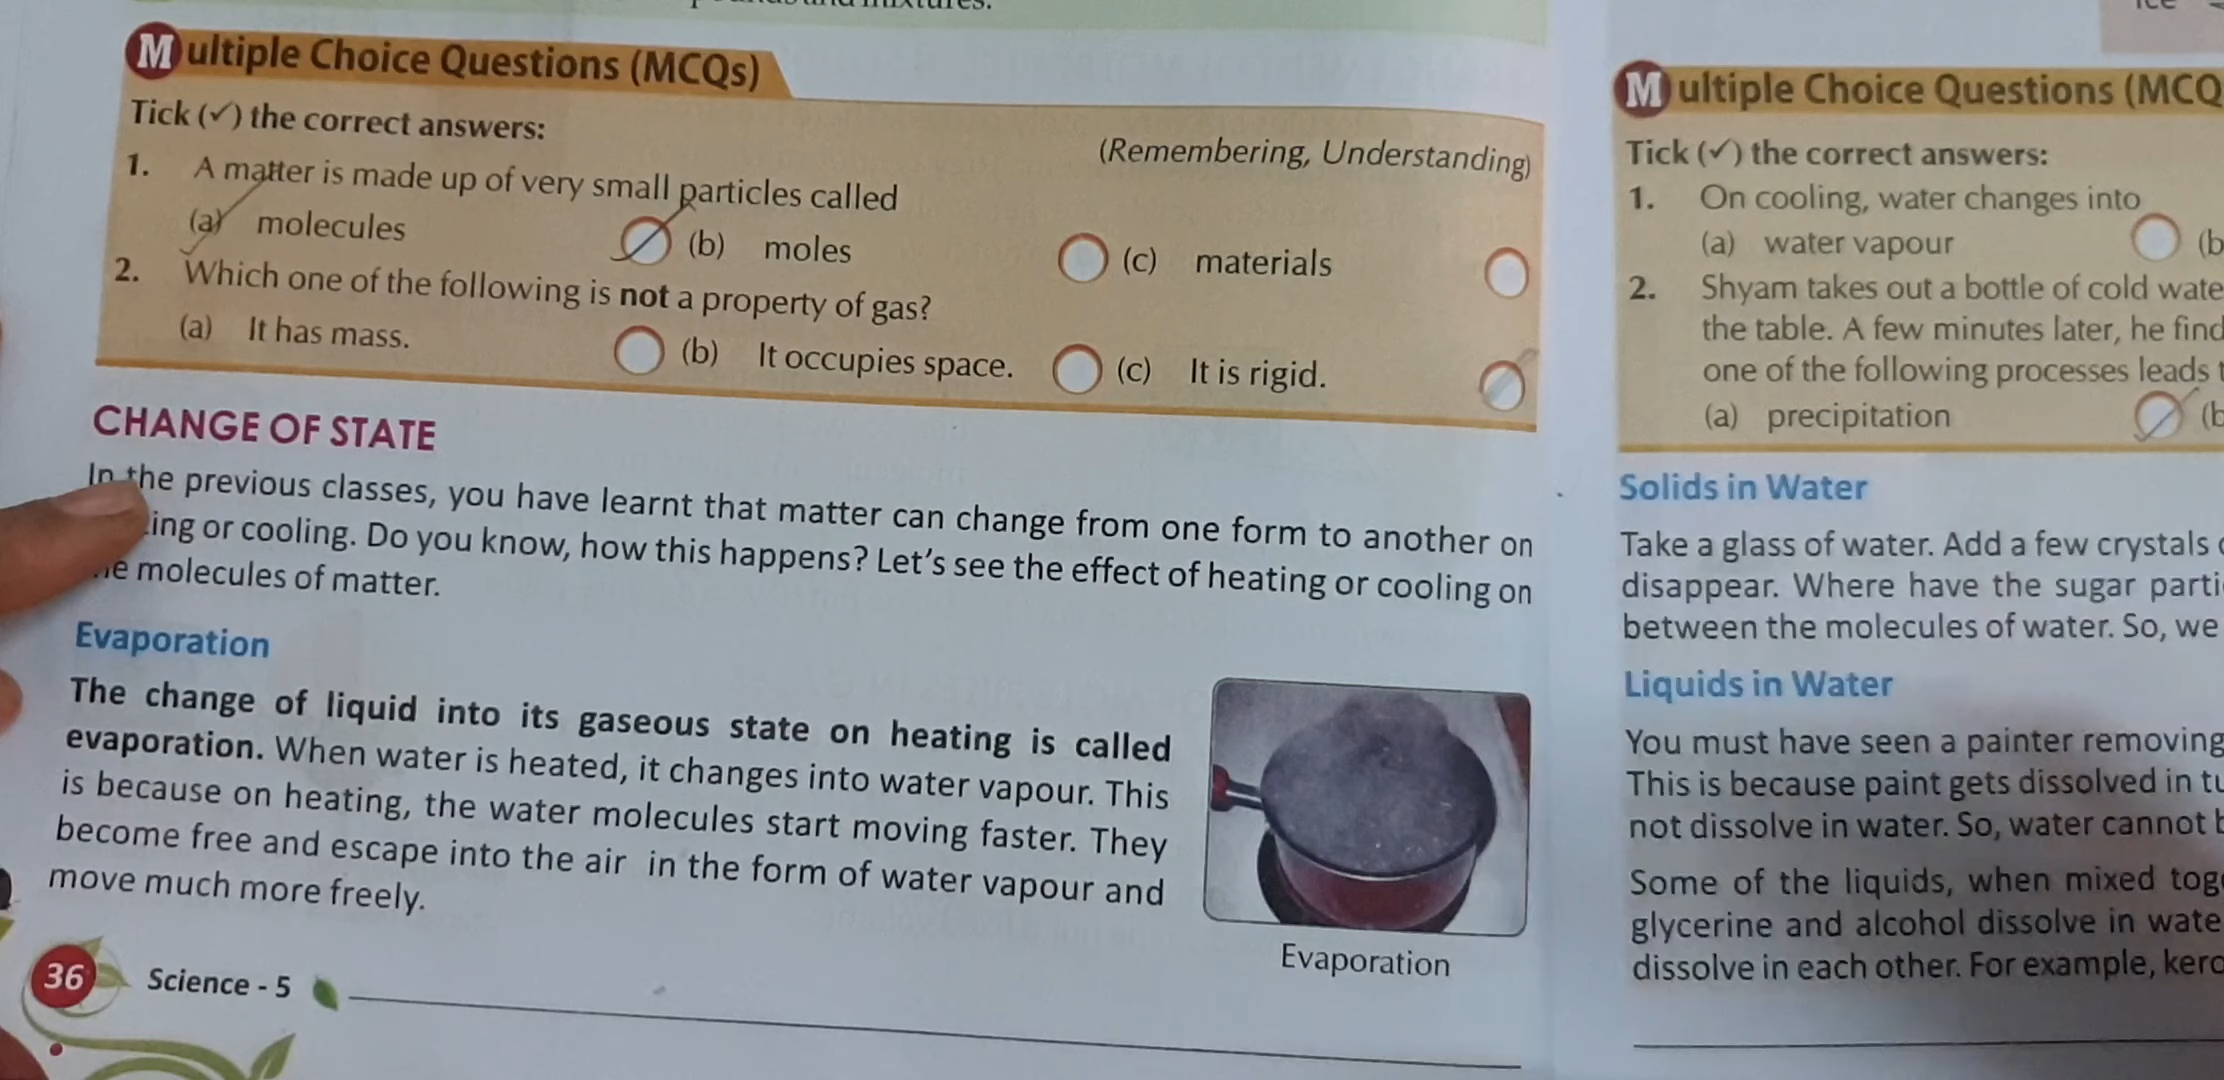 Multiple Choice Questions (MCQs)
Tick (✓) the correct answers:
(Remembering, Understanding)
1. A matter is made up of very small particles called
(a) molecules (b) moles (c) materials
2. Which one of the following is not a property of gas?
(a) It has mass. (b) It occupies space. (c) It is rigid.
CHANGE OF STATE
In the previous classes, you have learnt that matter can change from one form to another on
ing or cooling. Do you know, how this happens? Let's see the effect of heating or cooling on
molecules of matter.
Evaporation
The change of liquid into its gaseous state on heating is called
evaporation. When water is heated, it changes into water vapour. This
is because on heating, the water molecules start moving faster. They
become free and escape into the air in the form of water vapour and
move much more freely.
Evaporation
36 Science - 5
Multiple Choice Questions (MCQ
Tick (✓) the correct answers:
1. On cooling, water changes into
(a) water vapour (b
2. Shyam takes out a bottle of cold wate
the table. A few minutes later, he find
one of the following processes leads
(a) precipitation (b
Solids in Water
Take a glass of water. Add a few crystals
disappear. Where have the sugar parti
between the molecules of water. So, we
Liquids in Water
You must have seen a painter removing
This is because paint gets dissolved in tu
not dissolve in water. So, water cannot
Some of the liquids, when mixed tog
glycerine and alcohol dissolve in wate
dissolve in each other. For example, kero